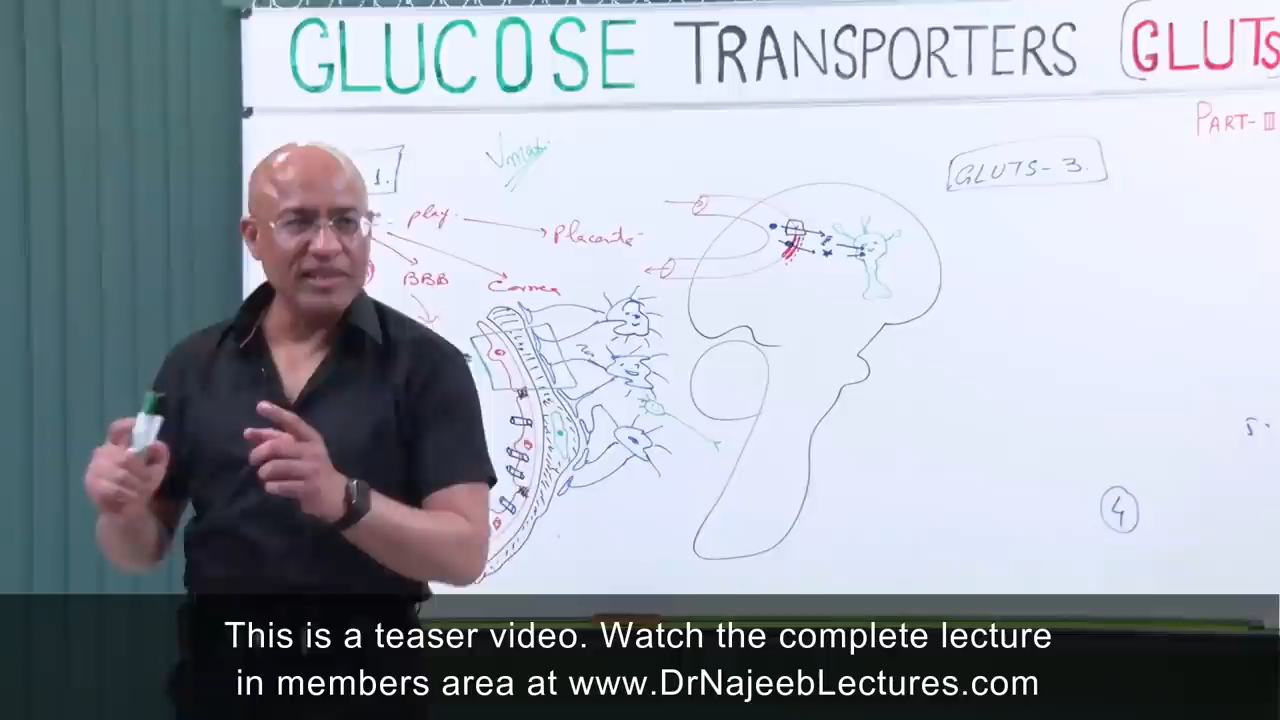 GLUCOSE TRANSPORTERS (GLUTs
PART-III
Vmax
GLUTS-3.
1.
play.
Placenta
BBB
Cornea
5.
4
This is a teaser video. Watch the complete lecture
in members area at www.DrNajeebLectures.com